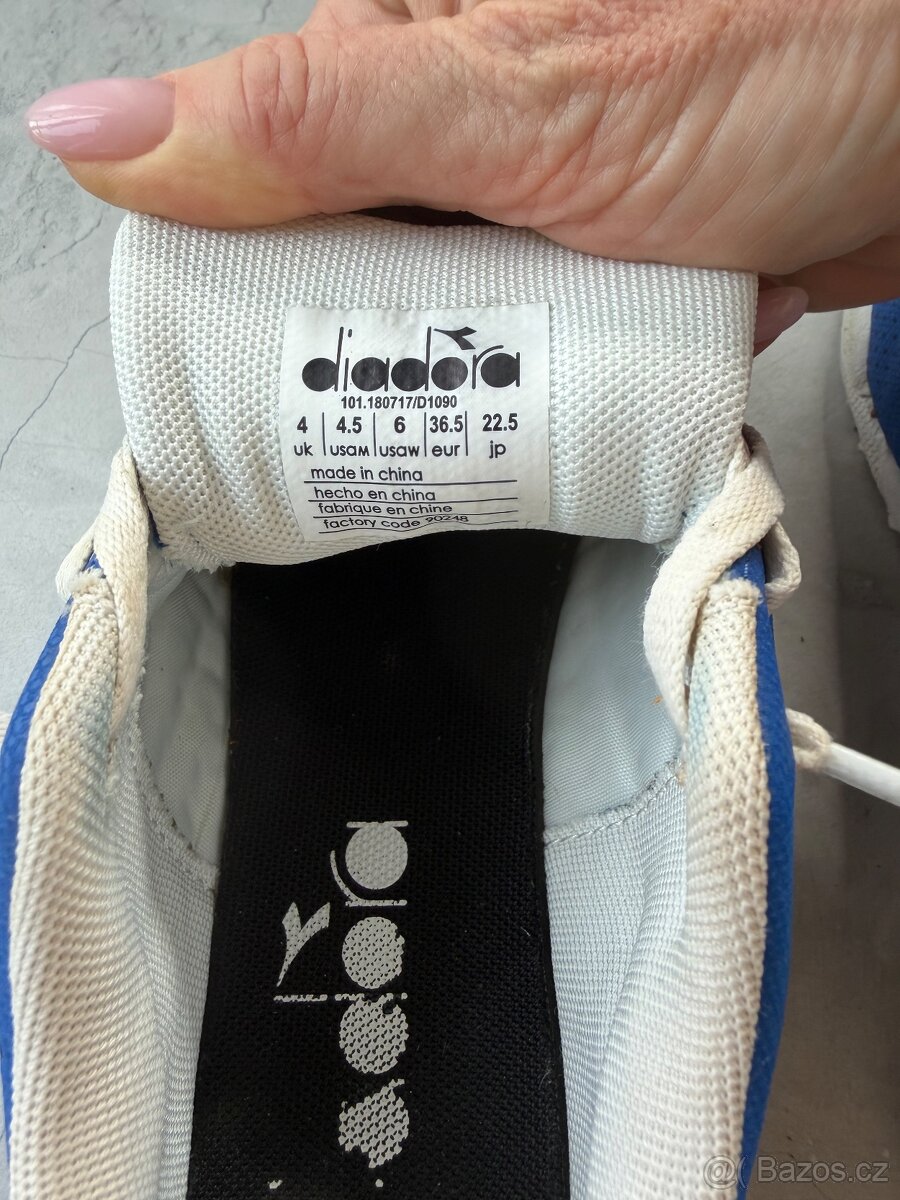 diadora
101.180717/D1090
4 4.5 6 36.5 22.5
uk usaM usaw eur jp
made in china
hecho en china
fabrique en chine
factory code 90248
diadora
@( Bazos.cz